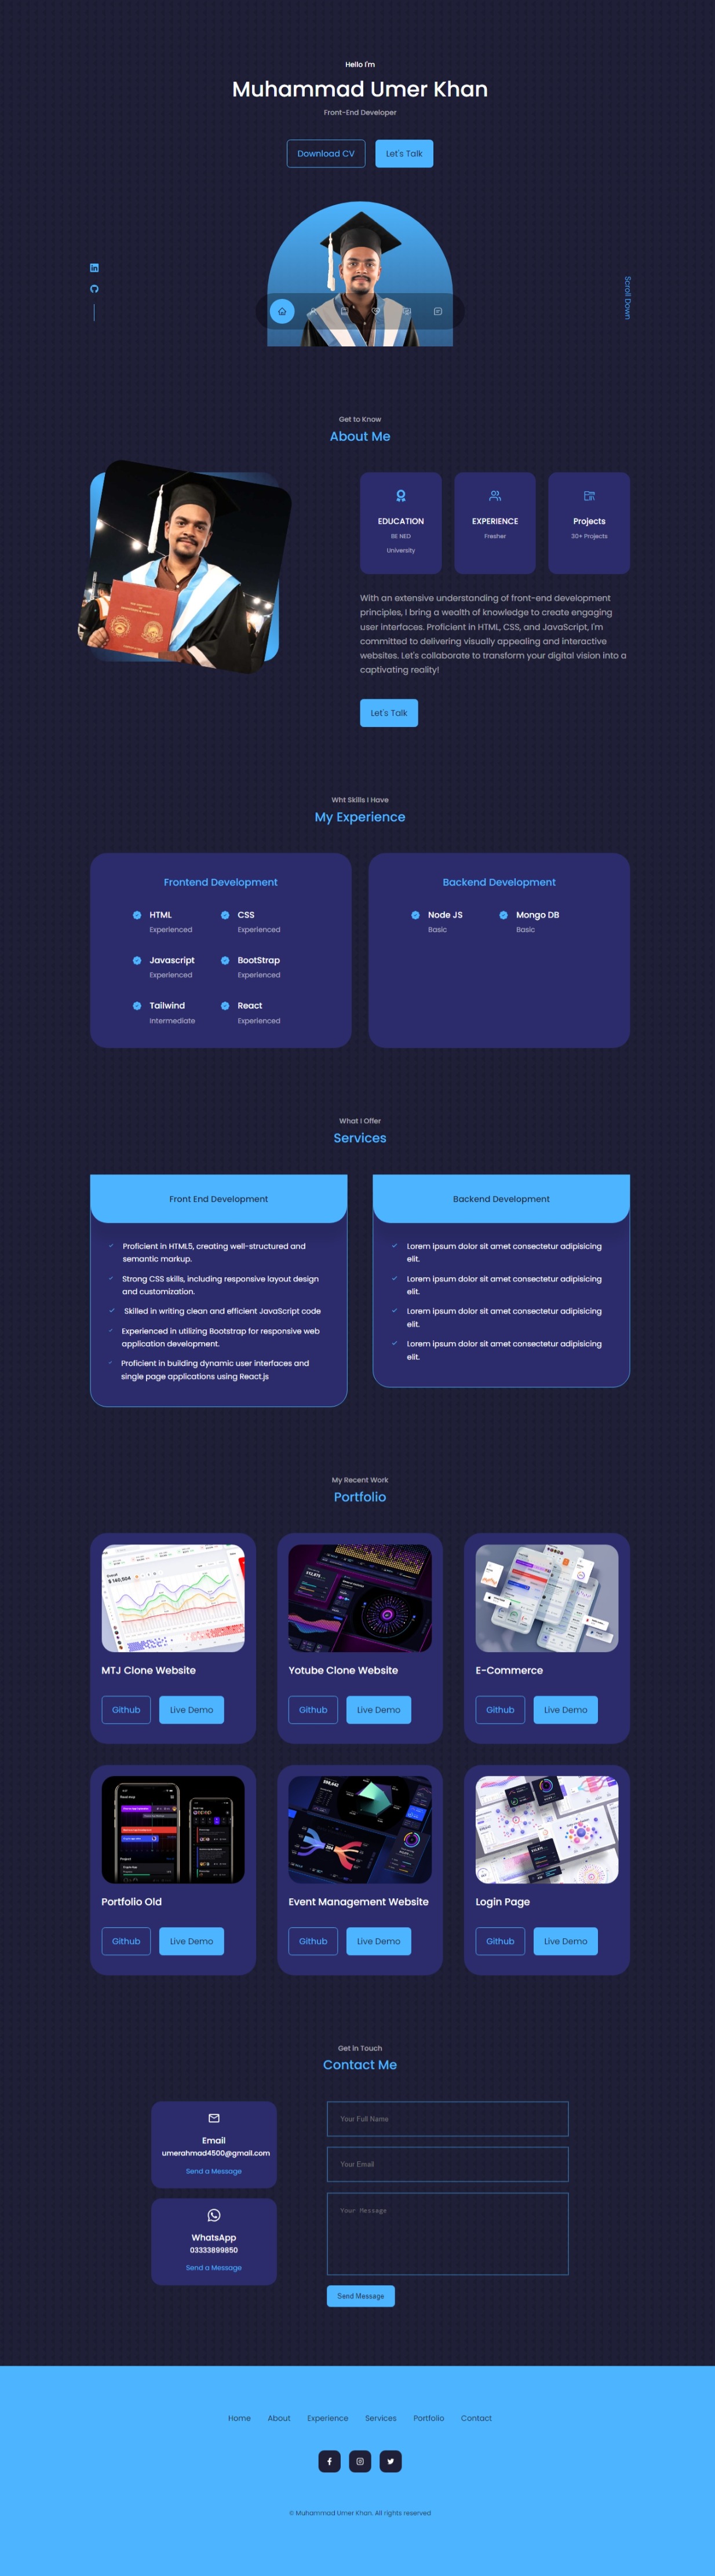 Hello I'm
Muhammad Umer Khan
Front-End Developer
Download CV
Let's Talk
Scroll Down
Get to Know
About Me
EDUCATION
BE NED
University
EXPERIENCE
Fresher
Projects
30+ Projects
With an extensive understanding of front-end development
principles, I bring a wealth of knowledge to create engaging
user interfaces. Proficient in HTML, CSS, and JavaScript, I'm
committed to delivering visually appealing and interactive
websites. Let's collaborate to transform your digital vision into a
captivating reality!
Let's Talk
Wht Skills I Have
My Experience
Frontend Development
HTML
Experienced
CSS
Experienced
Javascript
Experienced
BootStrap
Experienced
Tailwind
Intermediate
React
Experienced
Backend Development
Node JS
Basic
Mongo DB
Basic
What I Offer
Services
Front End Development
Proficient in HTML5, creating well-structured and
semantic markup.
Strong CSS skills, including responsive layout design
and customization.
Skilled in writing clean and efficient JavaScript code
Experienced in utilizing Bootstrap for responsive web
application development.
Proficient in building dynamic user interfaces and
single page applications using React.js
Backend Development
Lorem ipsum dolor sit amet consectetur adipisicing
elit.
Lorem ipsum dolor sit amet consectetur adipisicing
elit.
Lorem ipsum dolor sit amet consectetur adipisicing
elit.
Lorem ipsum dolor sit amet consectetur adipisicing
elit.
My Recent Work
Portfolio
MTJ Clone Website
Github
Live Demo
Yotube Clone Website
Github
Live Demo
E-Commerce
Github
Live Demo
Portfolio Old
Github
Live Demo
Event Management Website
Github
Live Demo
Login Page
Github
Live Demo
Get in Touch
Contact Me
Email
umerahmad4500@gmail.com
Send a Message
WhatsApp
03333899850
Send a Message
Your Full Name
Your Email
Your Message
Send Message
Home About Experience Services Portfolio Contact
© Muhammad Umer Khan. All rights reserved